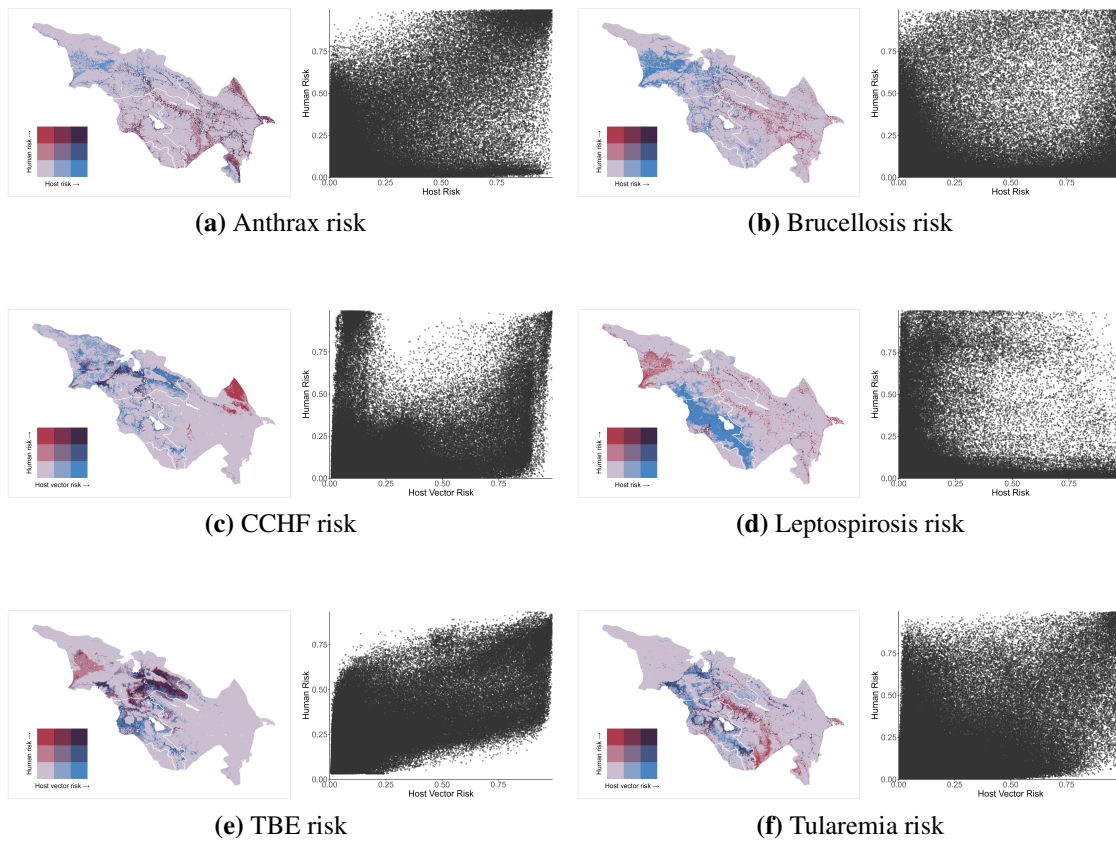 Human risk →
Host risk →
Human Risk
0.75
0.50
0.25
0.00
0.00
0.25
0.50
0.75
Host Risk
(a) Anthrax risk
Human risk →
Host risk →
Human Risk
0.75
0.50
0.25
0.00
0.00
0.25
0.50
0.75
Host Risk
(b) Brucellosis risk
Human risk →
Host vector risk →
Human Risk
0.75
0.50
0.25
0.00
0.00
0.25
0.50
0.75
Host Vector Risk
(c) CCHF risk
Human risk →
Host risk →
Human Risk
0.75
0.50
0.25
0.00
0.00
0.25
0.50
0.75
Host Risk
(d) Leptospirosis risk
Human risk →
Host vector risk →
Human Risk
0.75
0.50
0.25
0.00
0.00
0.25
0.50
0.75
Host Vector Risk
(e) TBE risk
Human risk →
Host vector risk →
Human Risk
0.75
0.50
0.25
0.00
0.00
0.25
0.50
0.75
Host Vector Risk
(f) Tularemia risk